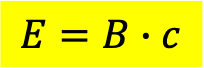 E = B · c